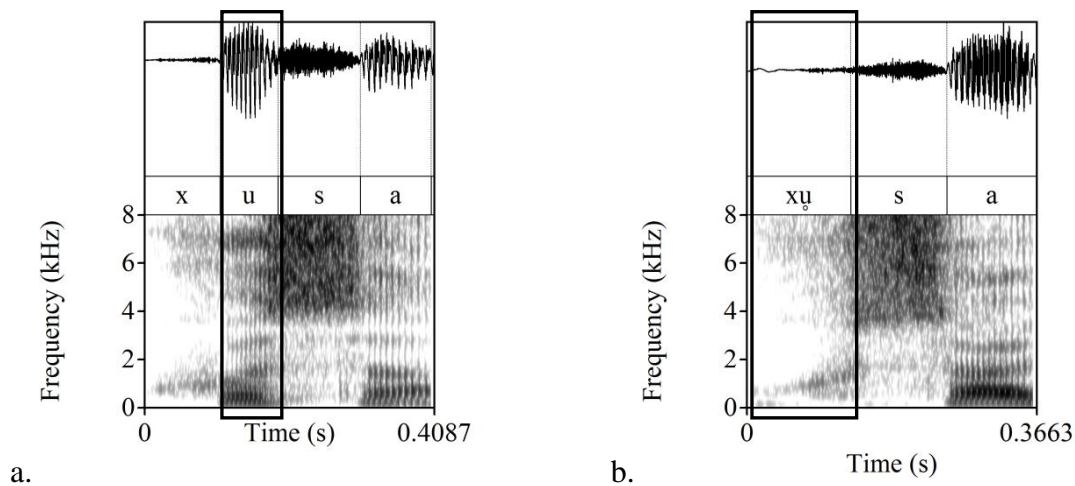 x u s a
8
6
4
2
0
Frequency (kHz)
0 Time (s) 0.4087
a.
xu̥ s a
8
6
4
2
0
Frequency (kHz)
0 0.3663
Time (s)
b.